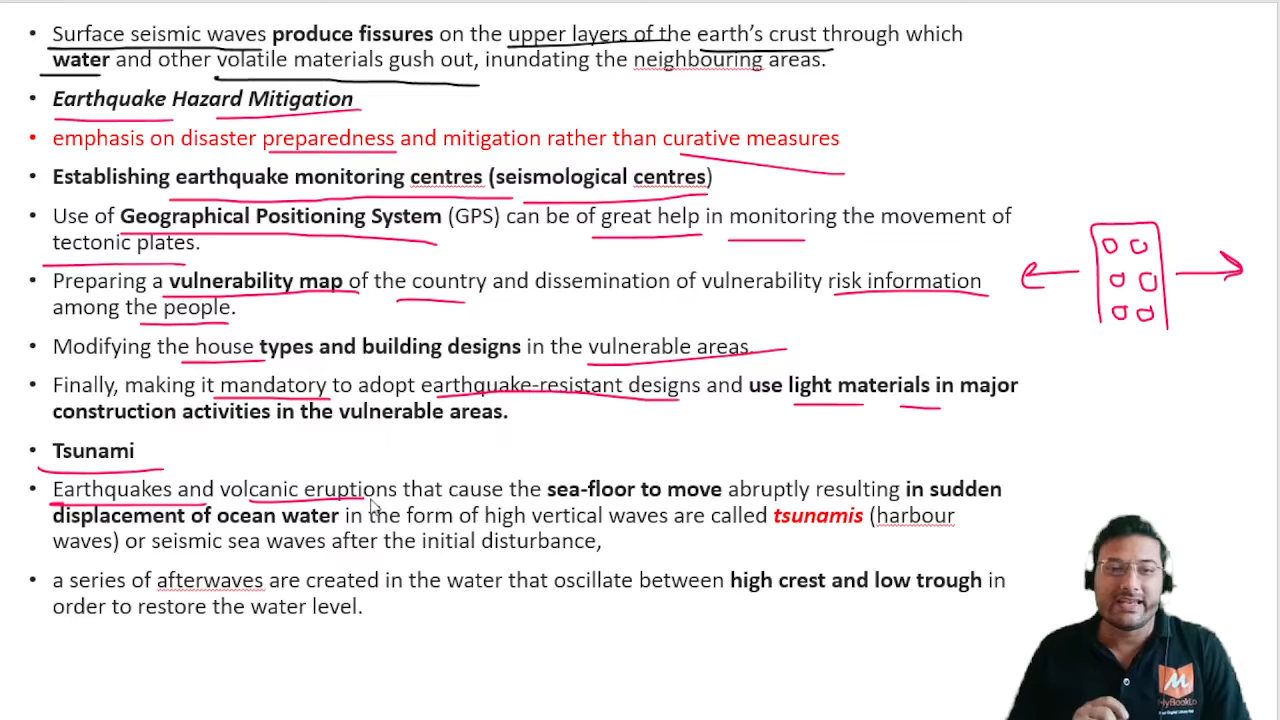 • Surface seismic waves produce fissures on the upper layers of the earth's crust through which
water and other volatile materials gush out, inundating the neighbouring areas.
• Earthquake Hazard Mitigation
• emphasis on disaster preparedness and mitigation rather than curative measures
• Establishing earthquake monitoring centres (seismological centres)
• Use of Geographical Positioning System (GPS) can be of great help in monitoring the movement of
tectonic plates.
• Preparing a vulnerability map of the country and dissemination of vulnerability risk information
among the people.
• Modifying the house types and building designs in the vulnerable areas.
• Finally, making it mandatory to adopt earthquake-resistant designs and use light materials in major
construction activities in the vulnerable areas.
• Tsunami
• Earthquakes and volcanic eruptions that cause the sea-floor to move abruptly resulting in sudden
displacement of ocean water in the form of high vertical waves are called tsunamis (harbour
waves) or seismic sea waves after the initial disturbance,
• a series of afterwaves are created in the water that oscillate between high crest and low trough in
order to restore the water level.